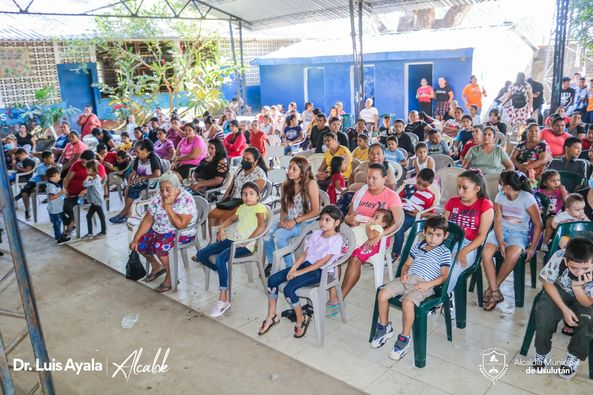 Dr. Luis Ayala
Alcalde
Alcaldía Municipal
de Usulután